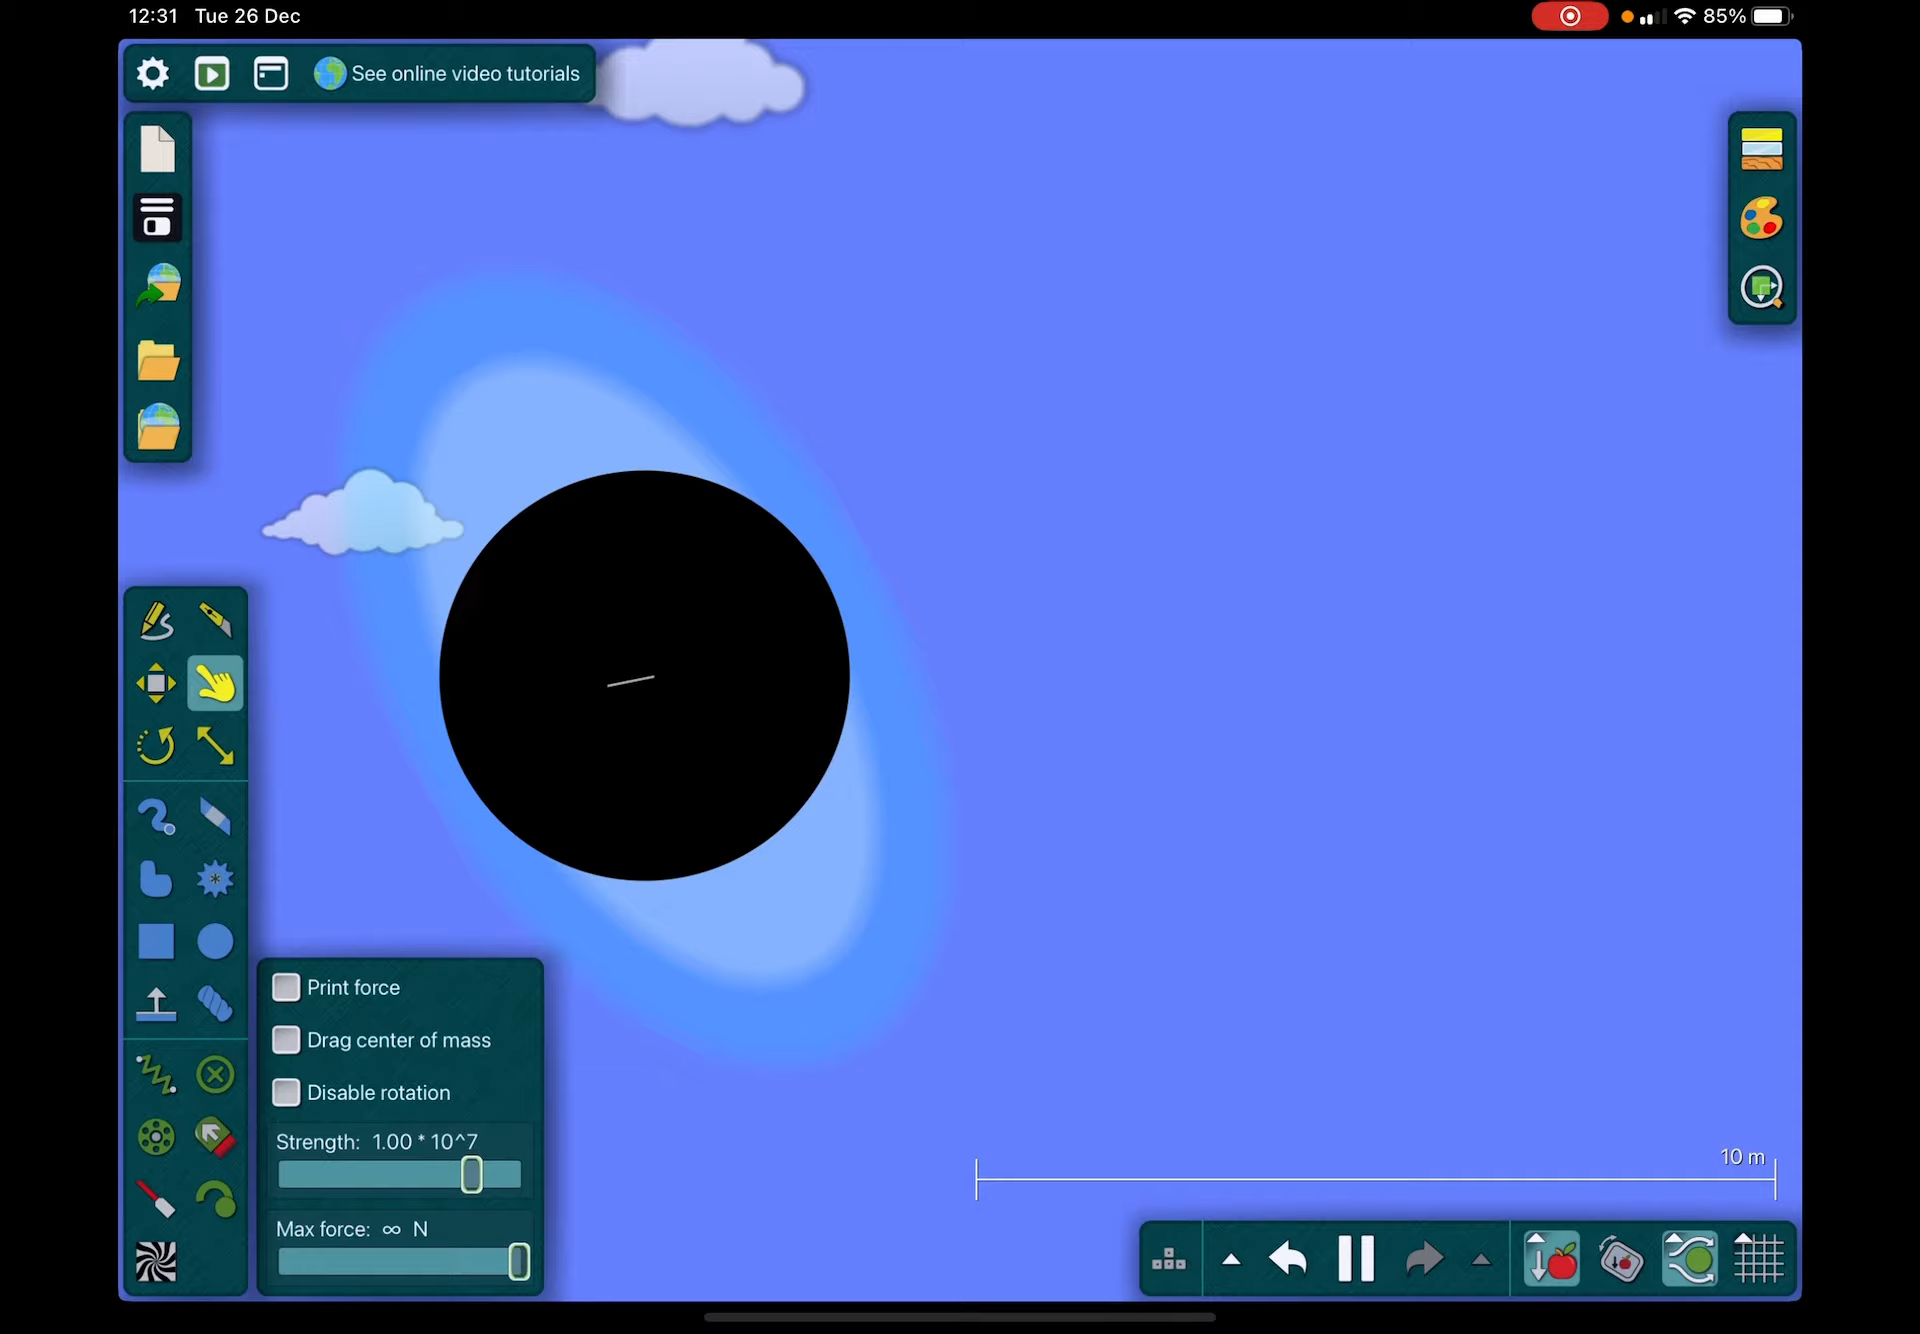 12:31 Tue 26 Dec
85%
See online video tutorials
Print force
Drag center of mass
Disable rotation
Strength: 1.00 * 10^7
Max force: ∞ N
10 m